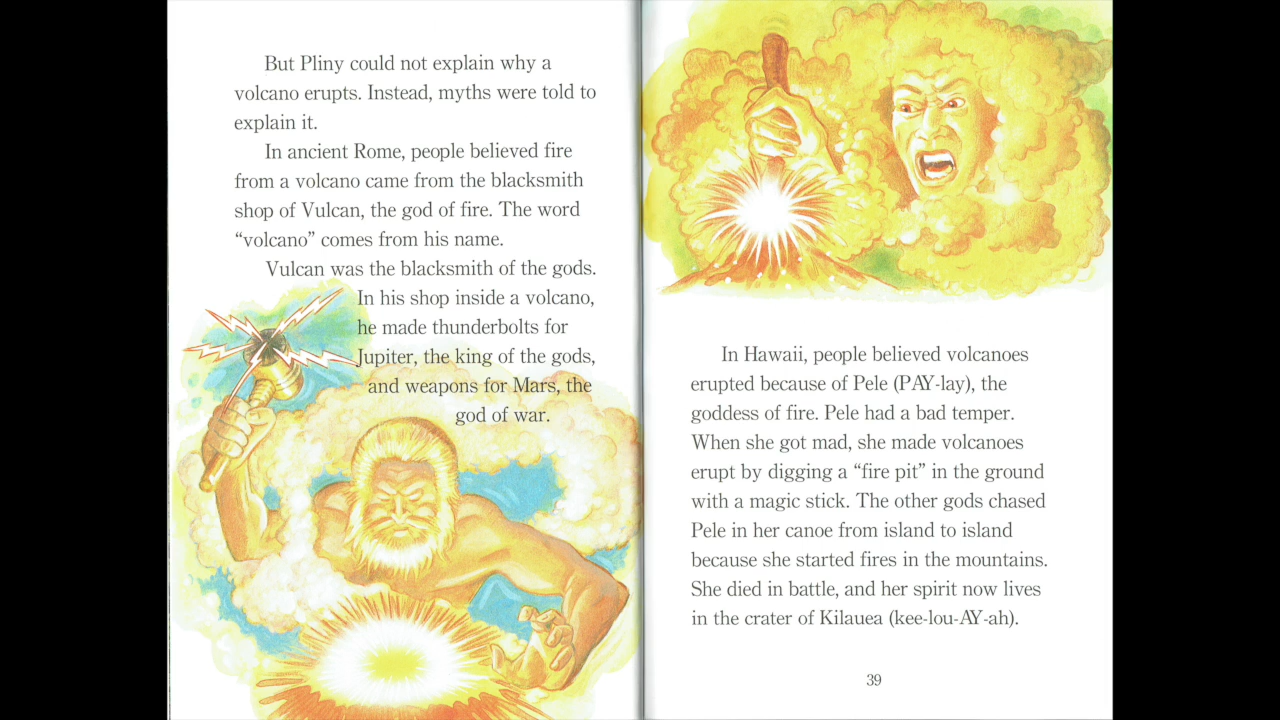 But Pliny could not explain why a
volcano erupts. Instead, myths were told to
explain it.
In ancient Rome, people believed fire
from a volcano came from the blacksmith
shop of Vulcan, the god of fire. The word
“volcano” comes from his name.
Vulcan was the blacksmith of the gods.
In his shop inside a volcano,
he made thunderbolts for
Jupiter, the king of the gods,
and weapons for Mars, the
god of war.
In Hawaii, people believed volcanoes
erupted because of Pele (PAY-lay), the
goddess of fire. Pele had a bad temper.
When she got mad, she made volcanoes
erupt by digging a “fire pit” in the ground
with a magic stick. The other gods chased
Pele in her canoe from island to island
because she started fires in the mountains.
She died in battle, and her spirit now lives
in the crater of Kilauea (kee-lou-AY-ah).
39